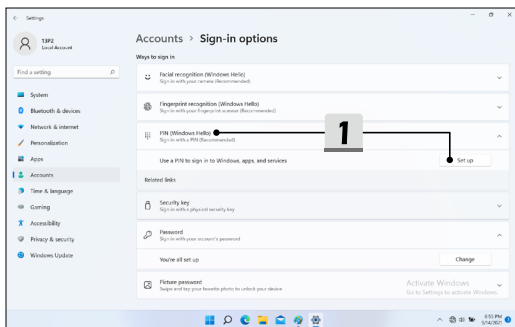 Settings
13P2
Local Account
Find a setting
System
Bluetooth & devices
Network & internet
Personalization
Apps
Accounts
Time & language
Gaming
Accessibility
Privacy & security
Windows Update
Accounts > Sign-in options
Ways to sign in
Facial recognition (Windows Hello)
Sign in with your camera (Recommended)
Fingerprint recognition (Windows Hello)
Sign in with your fingerprint scanner (Recommended)
PIN (Windows Hello)
Sign in with a PIN (Recommended)
1
Use a PIN to sign in to Windows, apps, and services
Set up
Related links
Security key
Sign in with a physical security key
Password
Sign in with your account's password
You're all set up
Change
Picture password
Swipe and tap your favorite photo to unlock your device
Activate Windows
Go to Settings to activate Windows.
6:55 PM
5/14/2021